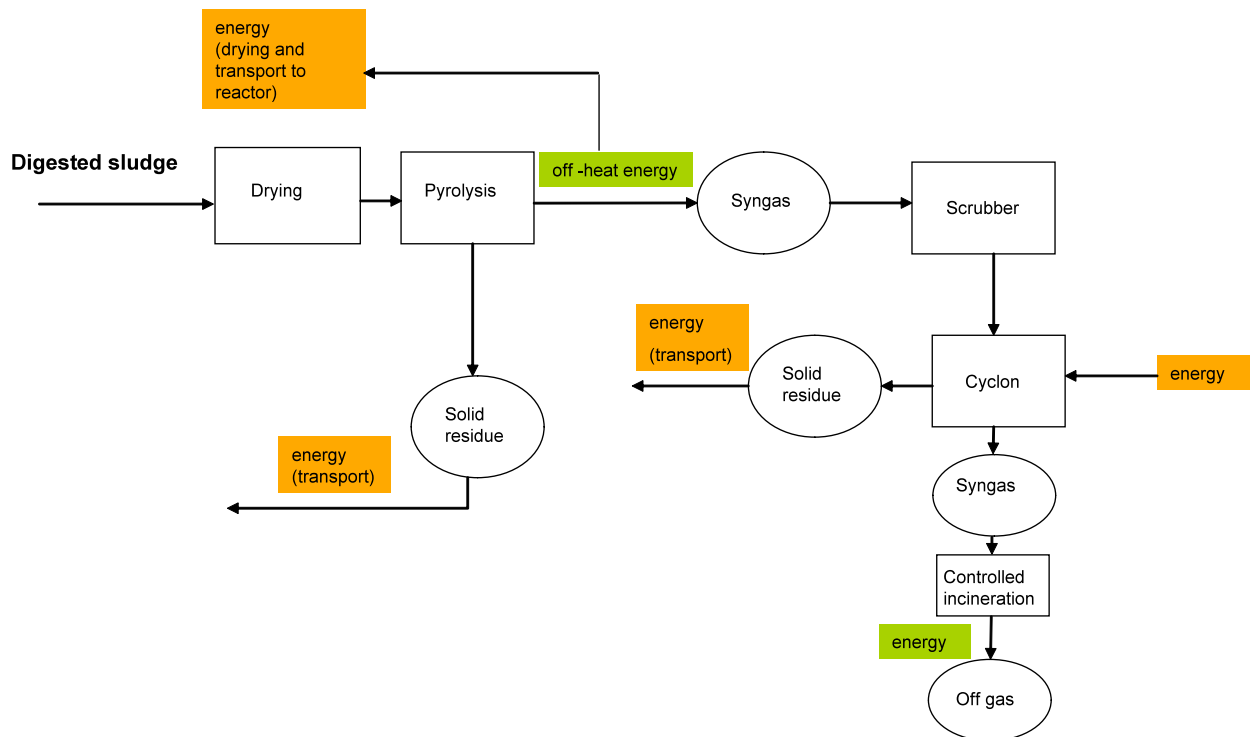 energy
(drying and
transport to
reactor)
Digested sludge
Drying
Pyrolysis
off -heat energy
Syngas
Scrubber
energy
(transport)
Solid
residue
Cyclon
energy
Solid
residue
energy
(transport)
Syngas
Controlled
incineration
energy
Off gas